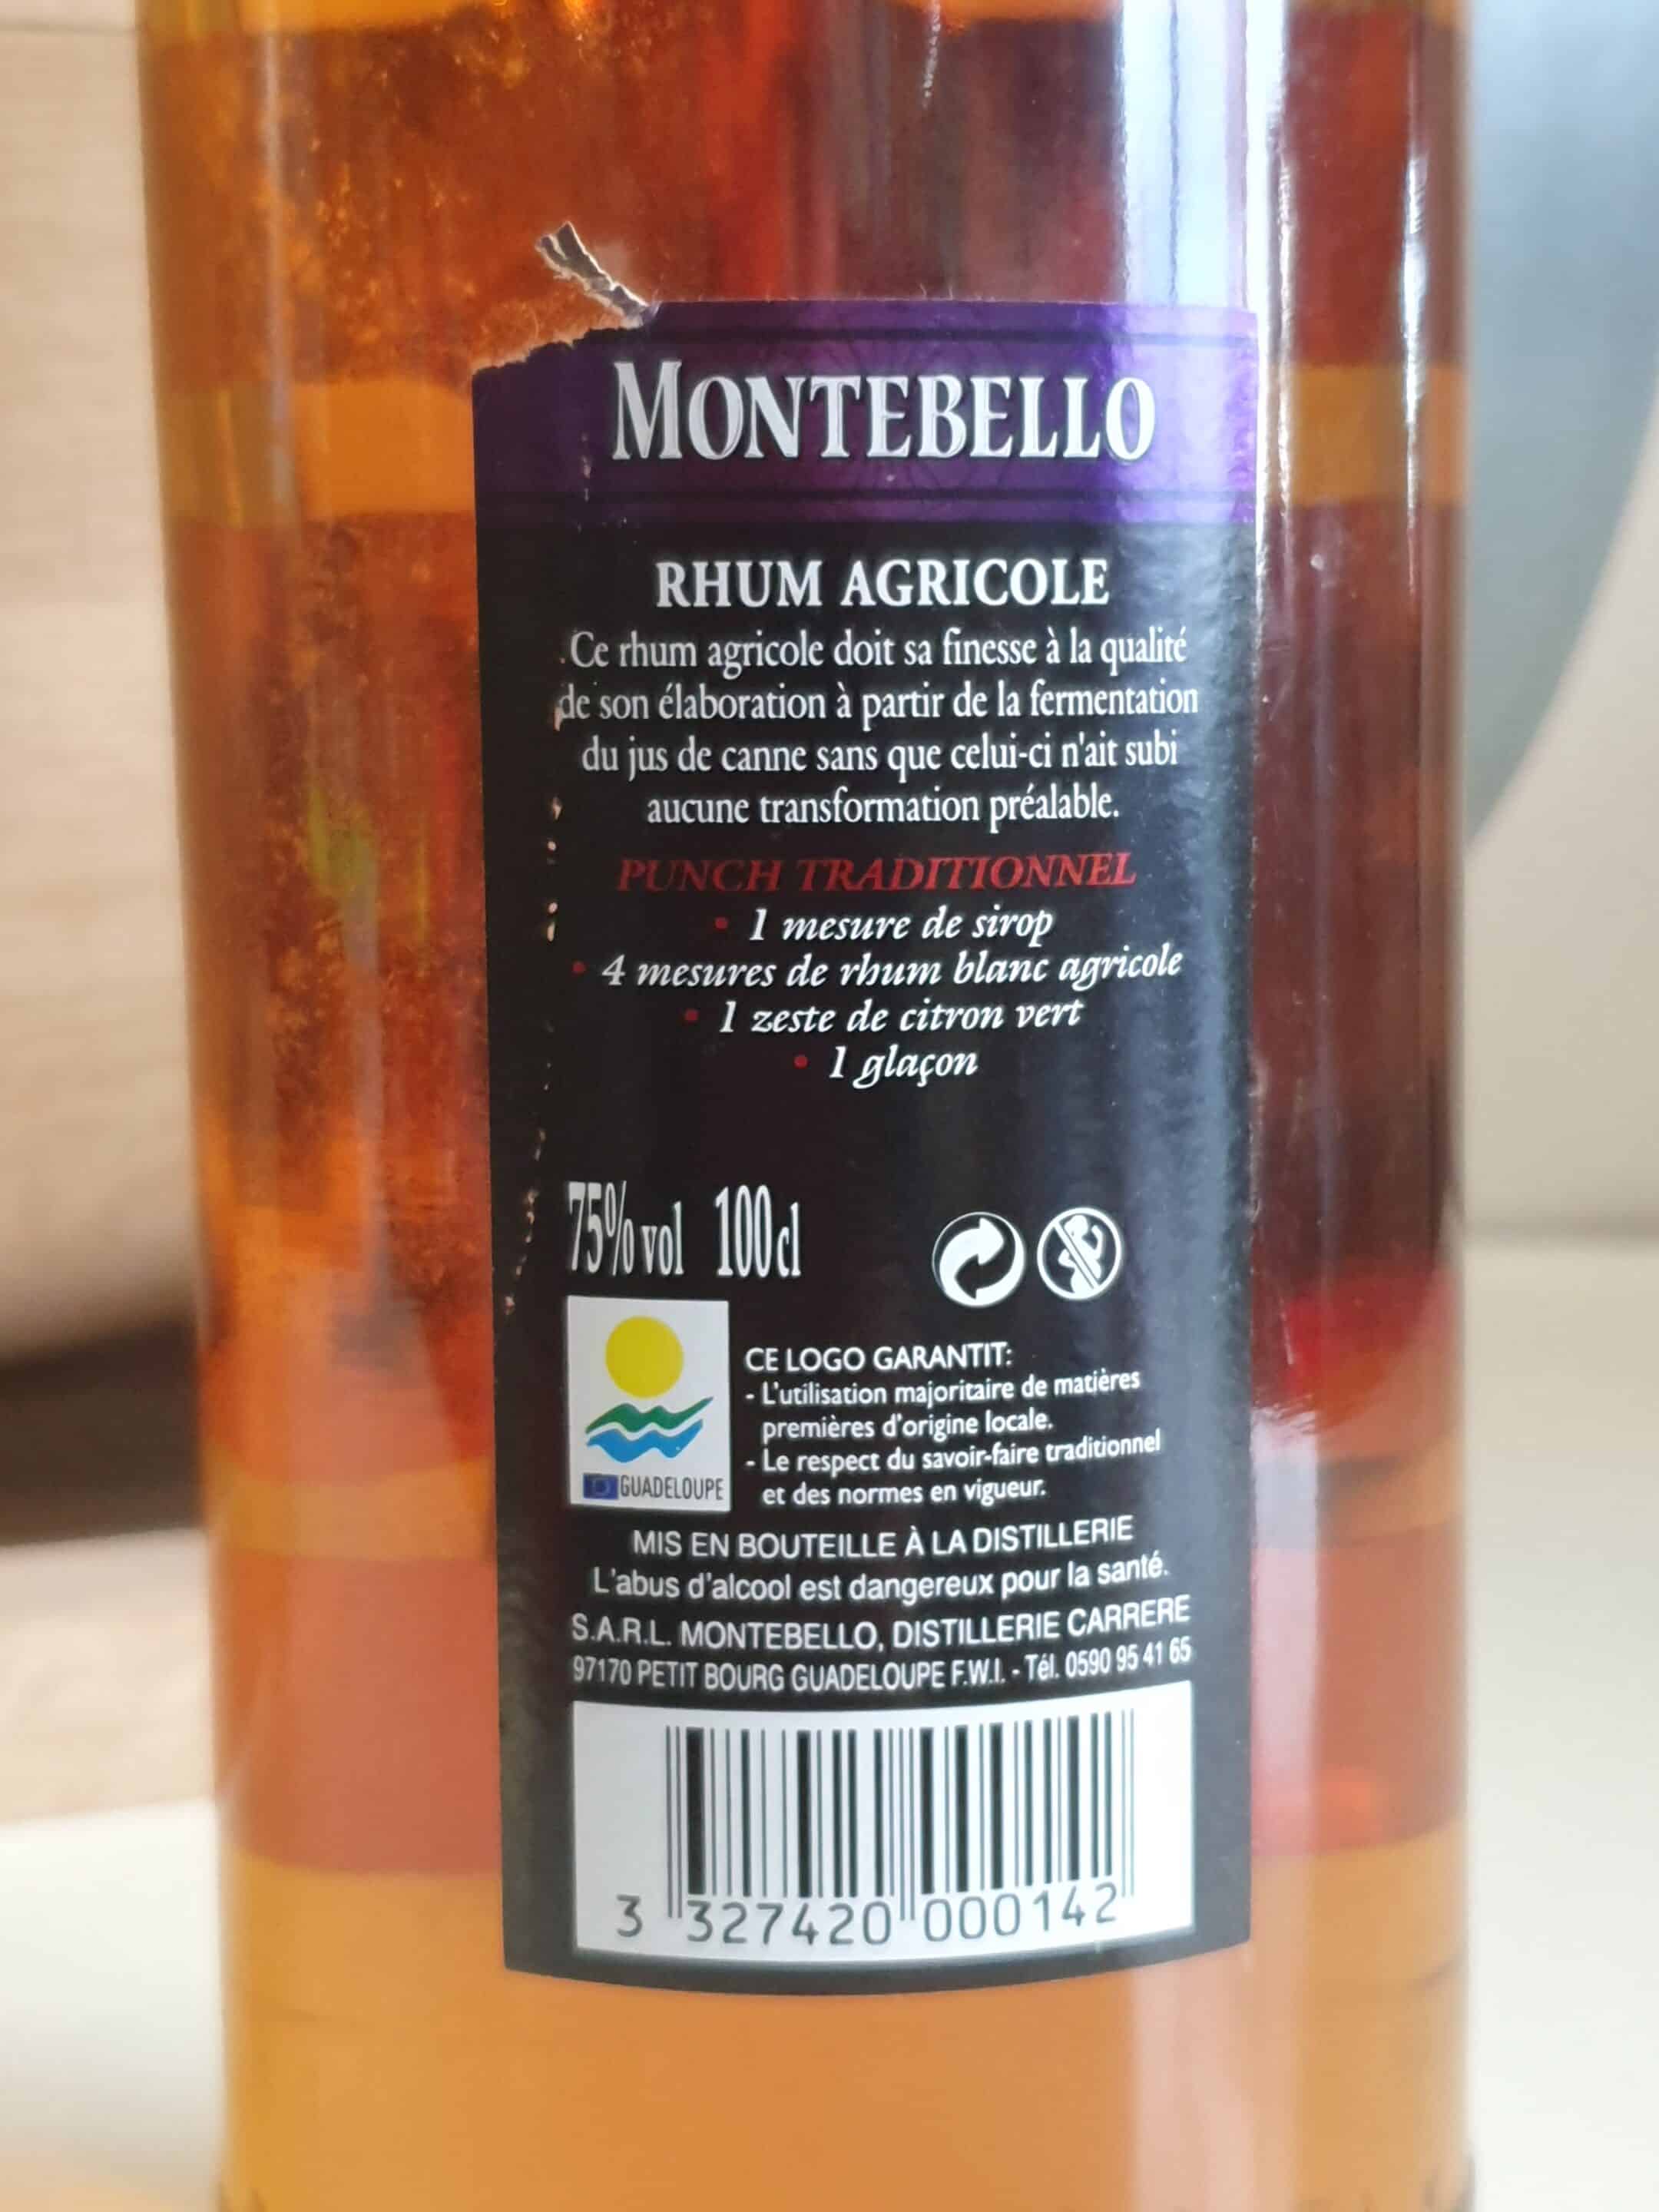 MONTEBELLO
RHUM AGRICOLE
Ce rhum agricole doit sa finesse à la qualité
de son élaboration à partir de la fermentation
du jus de canne sans que celui-ci n'ait subi
aucune transformation préalable.
PUNCH TRADITIONNEL
• 1 mesure de sirop
• 4 mesures de rhum blanc agricole
• 1 zeste de citron vert
• 1 glaçon
75% vol 100cl
CE LOGO GARANTIT:
- L'utilisation majoritaire de matières
premières d'origine locale.
- Le respect du savoir-faire traditionnel
et des normes en vigueur.
GUADELOUPE
MIS EN BOUTEILLE À LA DISTILLERIE
L'abus d'alcool est dangereux pour la santé.
S.A.R.L. MONTEBELLO, DISTILLERIE CARRERE
97170 PETIT BOURG GUADELOUPE F.W.I. - Tél. 0590 95 41 65
3 327420 000142